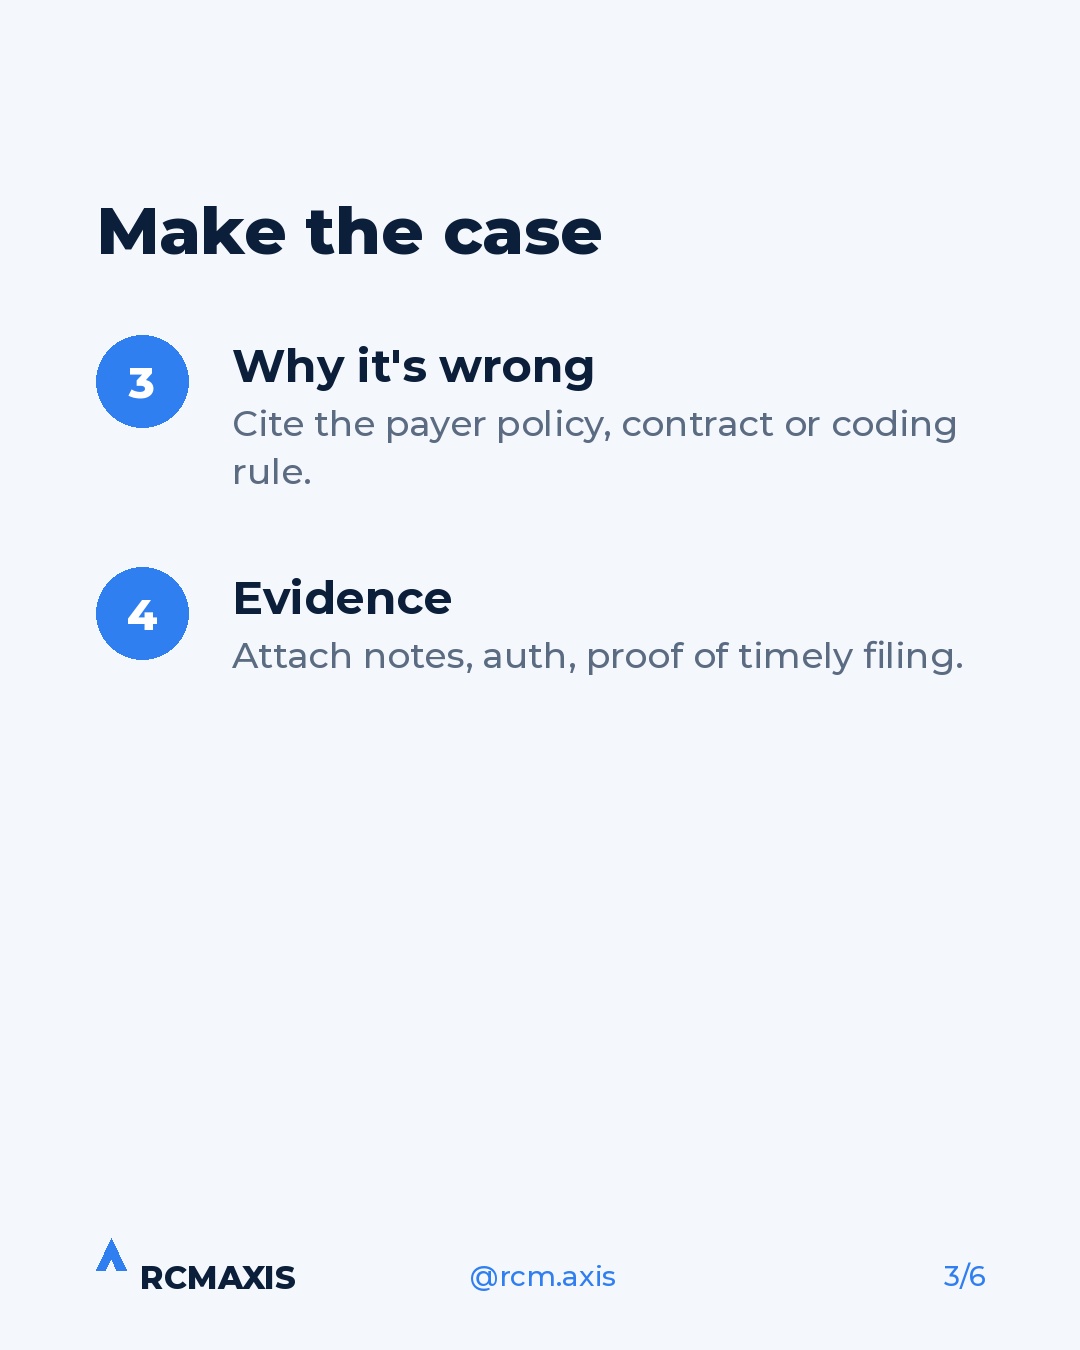 Make the case
3
Why it's wrong
Cite the payer policy, contract or coding
rule.
4
Evidence
Attach notes, auth, proof of timely filing.
RCMAXIS
@rcm.axis
3/6